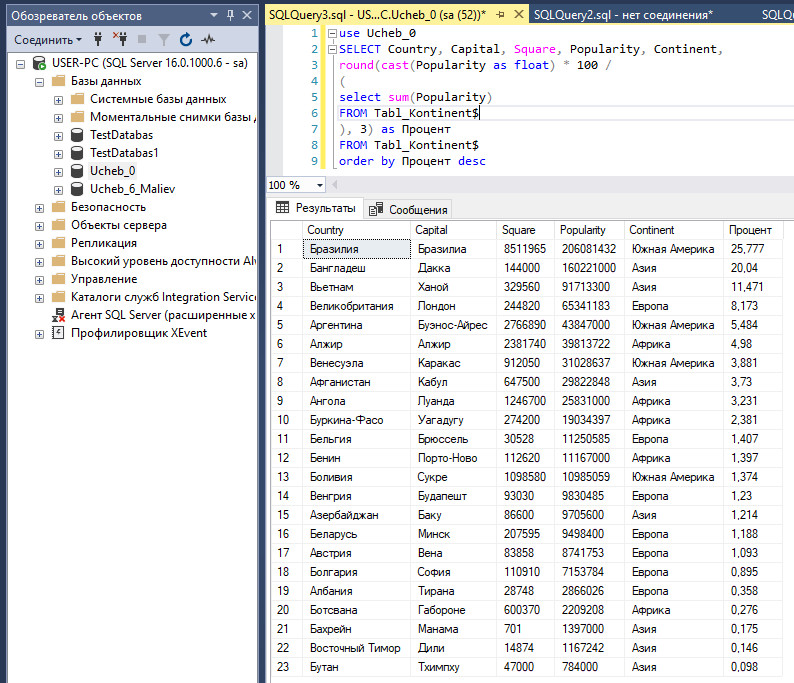 Обозреватель объектов
Соединить
USER-PC (SQL Server 16.0.1000.6 - sa)
Базы данных
Системные базы данных
Моментальные снимки базы
TestDatabas
TestDatabas1
Ucheb_0
Ucheb_6_Maliev
Безопасность
Объекты сервера
Репликация
Высокий уровень доступности Al
Управление
Каталоги служб Integration Service
Агент SQL Server (расширенные х
Профилировщик XEvent
SQLQuery3.sql - US...C.Ucheb_0 (sa (52))* SQLQuery2.sql - нет соединения* SQLQ
1 use Ucheb_0
2 SELECT Country, Capital, Square, Popularity, Continent,
3 round(cast(Popularity as float) * 100 /
4 (
5 select sum(Popularity)
6 FROM Tabl_Kontinent$
7 ), 3) as Процент
8 FROM Tabl_Kontinent$
9 order by Процент desc
100 %
Результаты Сообщения
Country Capital Square Popularity Continent Процент
1 Бразилия Бразилиа 8511965 206081432 Южная Америка 25,777
2 Бангладеш Дакка 144000 160221000 Азия 20,04
3 Вьетнам Ханой 329560 91713300 Азия 11,471
4 Великобритания Лондон 244820 65341183 Европа 8,173
5 Аргентина Буэнос-Айрес 2766890 43847000 Южная Америка 5,484
6 Алжир Алжир 2381740 39813722 Африка 4,98
7 Венесуэла Каракас 912050 31028637 Южная Америка 3,881
8 Афганистан Кабул 647500 29822848 Азия 3,73
9 Ангола Луанда 1246700 25831000 Африка 3,231
10 Буркина-Фасо Уагадугу 274200 19034397 Африка 2,381
11 Бельгия Брюссель 30528 11250585 Европа 1,407
12 Бенин Порто-Ново 112620 11167000 Африка 1,397
13 Боливия Сукре 1098580 10985059 Южная Америка 1,374
14 Венгрия Будапешт 93030 9830485 Европа 1,23
15 Азербайджан Баку 86600 9705600 Азия 1,214
16 Беларусь Минск 207595 9498400 Европа 1,188
17 Австрия Вена 83858 8741753 Европа 1,093
18 Болгария София 110910 7153784 Европа 0,895
19 Албания Тирана 28748 2866026 Европа 0,358
20 Ботсвана Габороне 600370 2209208 Африка 0,276
21 Бахрейн Манама 701 1397000 Азия 0,175
22 Восточный Тимор Дили 14874 1167242 Азия 0,146
23 Бутан Тхимпху 47000 784000 Азия 0,098